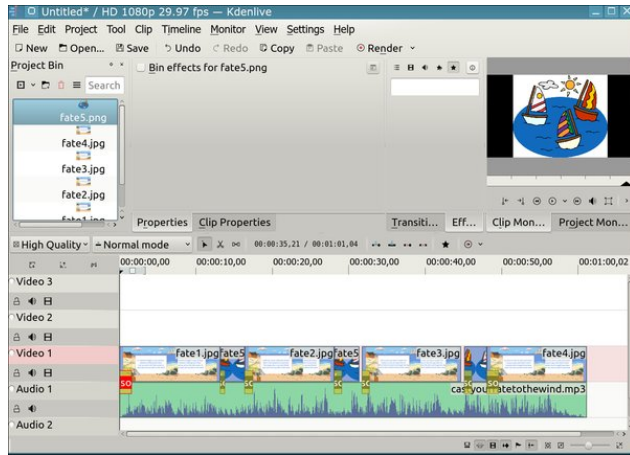 Untitled* / HD 1080p 29.97 fps — Kdenlive
File Edit Project Tool Clip Timeline Monitor View Settings Help
New Open... Save Undo Redo Copy Paste Render
Project Bin
Bin effects for fate5.png
Search
fate5.png
fate4.jpg
fate3.jpg
fate2.jpg
Properties Clip Properties Transiti... Eff... Clip Mon... Project Mon...
High Quality Normal mode 00:00:35,21 / 00:01:01,04
00:00:00,00 00:00:10,00 00:00:20,00 00:00:30,00 00:00:40,00 00:00:50,00 00:01:00,02
Video 3
Video 2
Video 1
fate1.jpg fate5 fate2.jpg fate5 fate3.jpg fate4.jpg
Audio 1
atetothewind.mp3
Audio 2